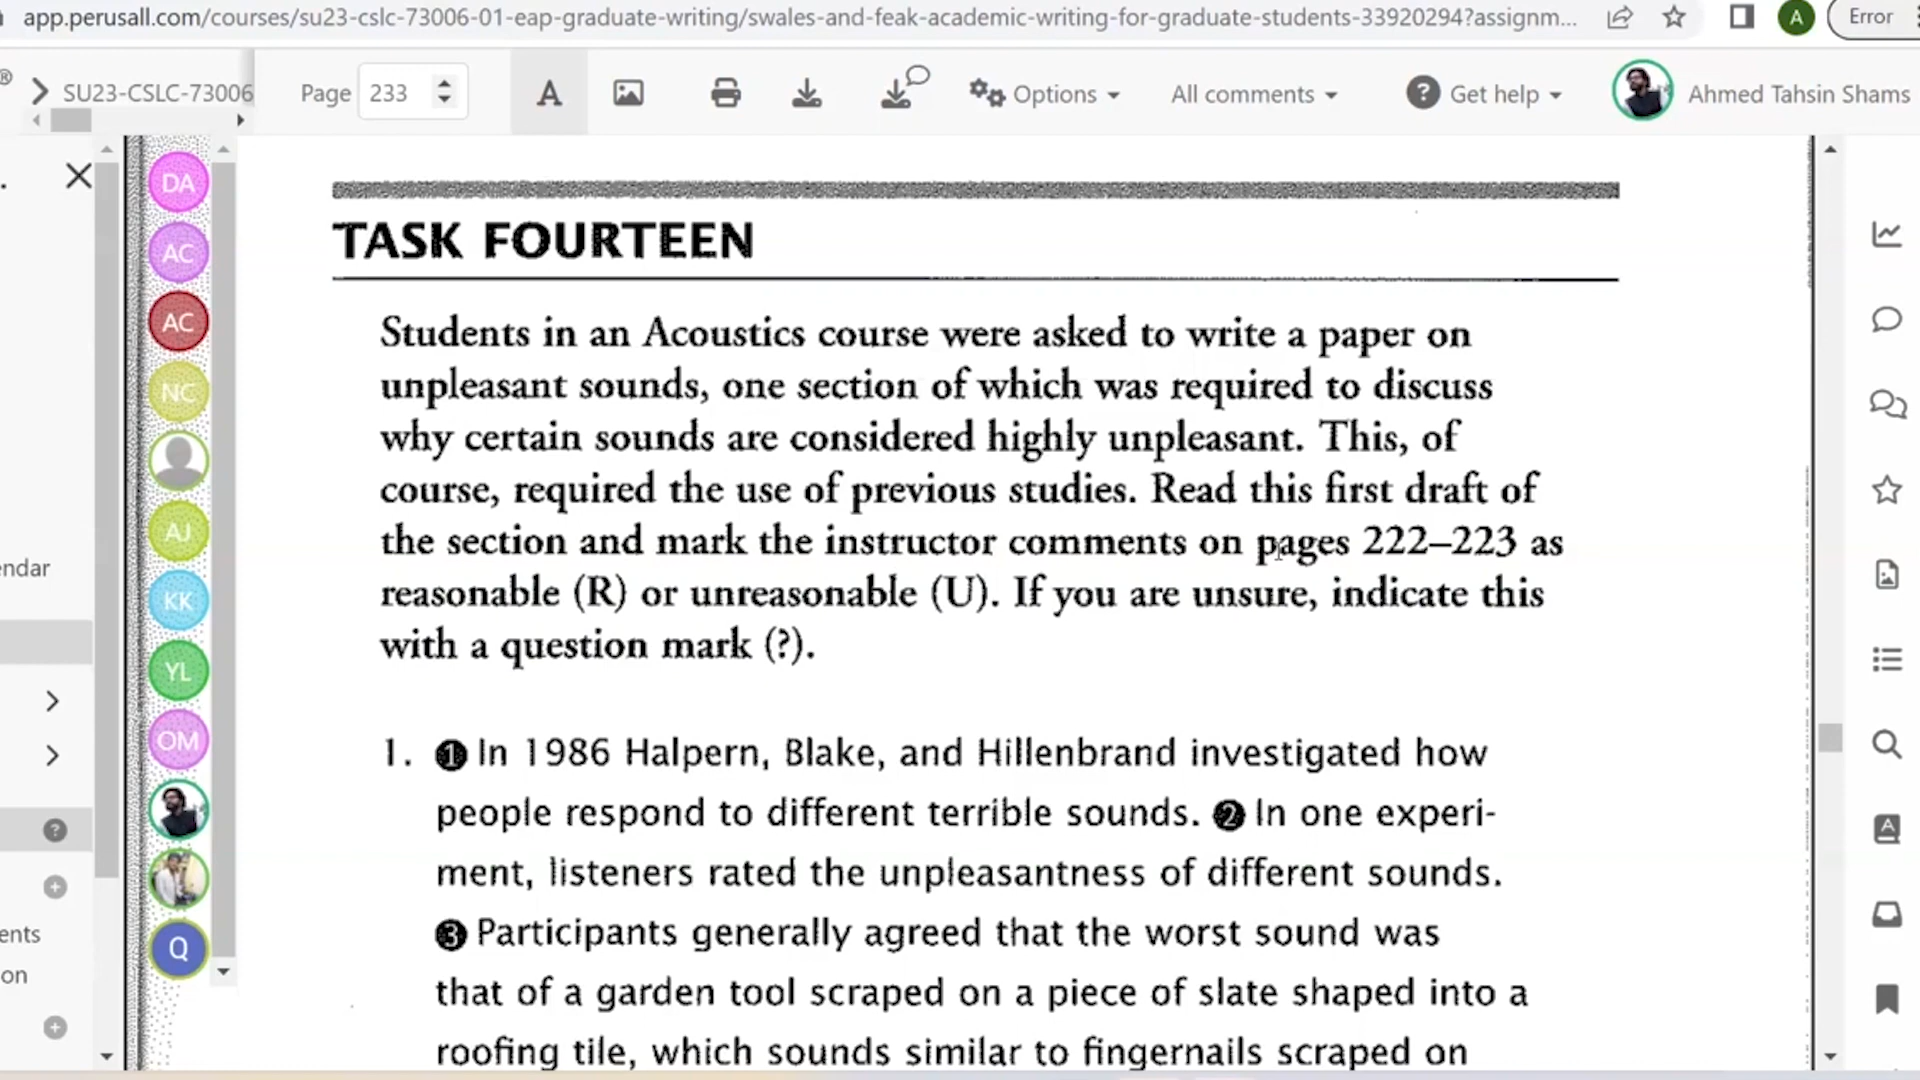 app.perusall.com/courses/su23-cslc-73006-01-eap-graduate-writing/swales-and-feak-academic-writing-for-graduate-students-33920294?assignm...
A
Error
SU23-CSLC-73006
Page 233
A
Options
All comments
Get help
Ahmed Tahsin Shams
DA
AC
AC
NC
AJ
KK
YL
OM
Q
endar
ents
on
TASK FOURTEEN
Students in an Acoustics course were asked to write a paper on
unpleasant sounds, one section of which was required to discuss
why certain sounds are considered highly unpleasant. This, of
course, required the use of previous studies. Read this first draft of
the section and mark the instructor comments on pages 222–223 as
reasonable (R) or unreasonable (U). If you are unsure, indicate this
with a question mark (?).
1. ❶ In 1986 Halpern, Blake, and Hillenbrand investigated how
people respond to different terrible sounds. ❷ In one experi-
ment, listeners rated the unpleasantness of different sounds.
❸ Participants generally agreed that the worst sound was
that of a garden tool scraped on a piece of slate shaped into a
roofing tile, which sounds similar to fingernails scraped on